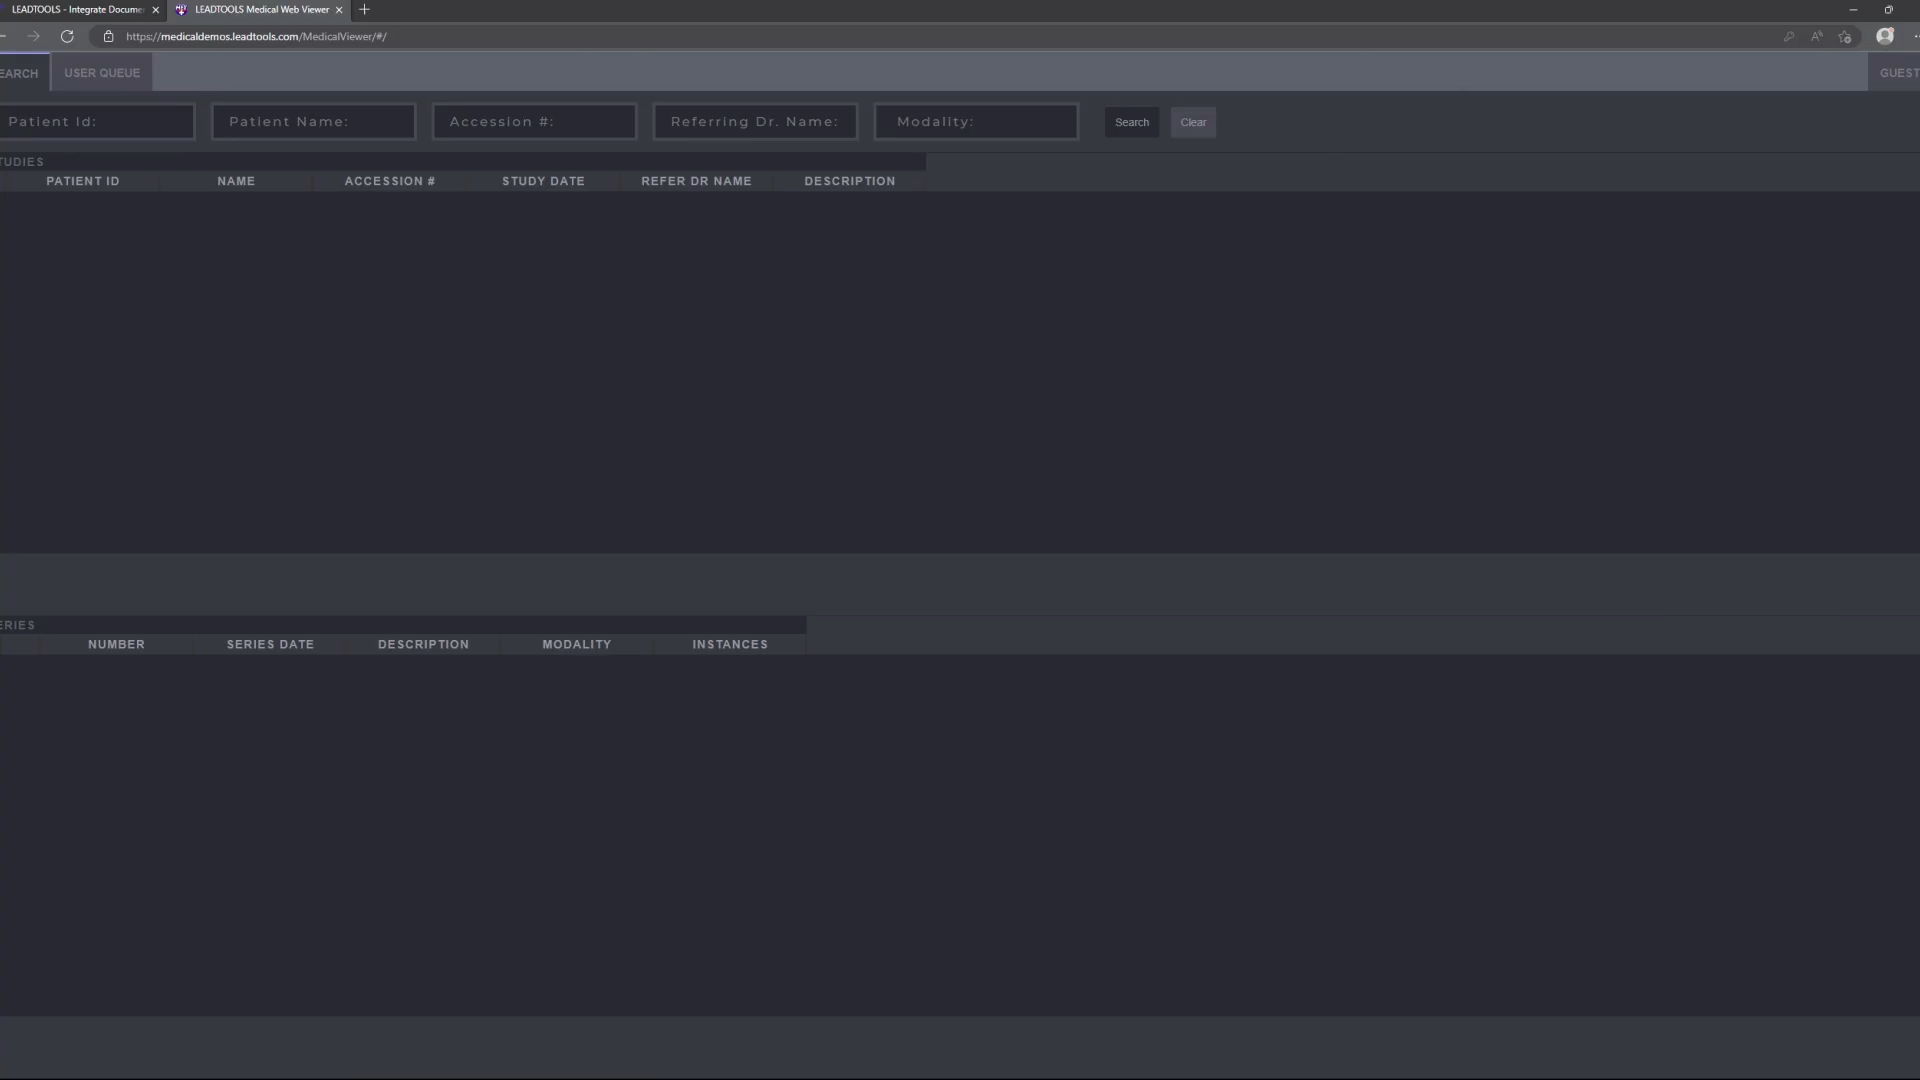 LEADTOOLS - Integrate Docume
LEADTOOLS Medical Web Viewer
https://medicaldemos.leadtools.com/MedicalViewer/#/
EARCH
USER QUEUE
GUEST
Patient Id:
Patient Name:
Accession #:
Referring Dr. Name:
Modality:
Search
Clear
TUDIES
PATIENT ID
NAME
ACCESSION #
STUDY DATE
REFER DR NAME
DESCRIPTION
ERIES
NUMBER
SERIES DATE
DESCRIPTION
MODALITY
INSTANCES